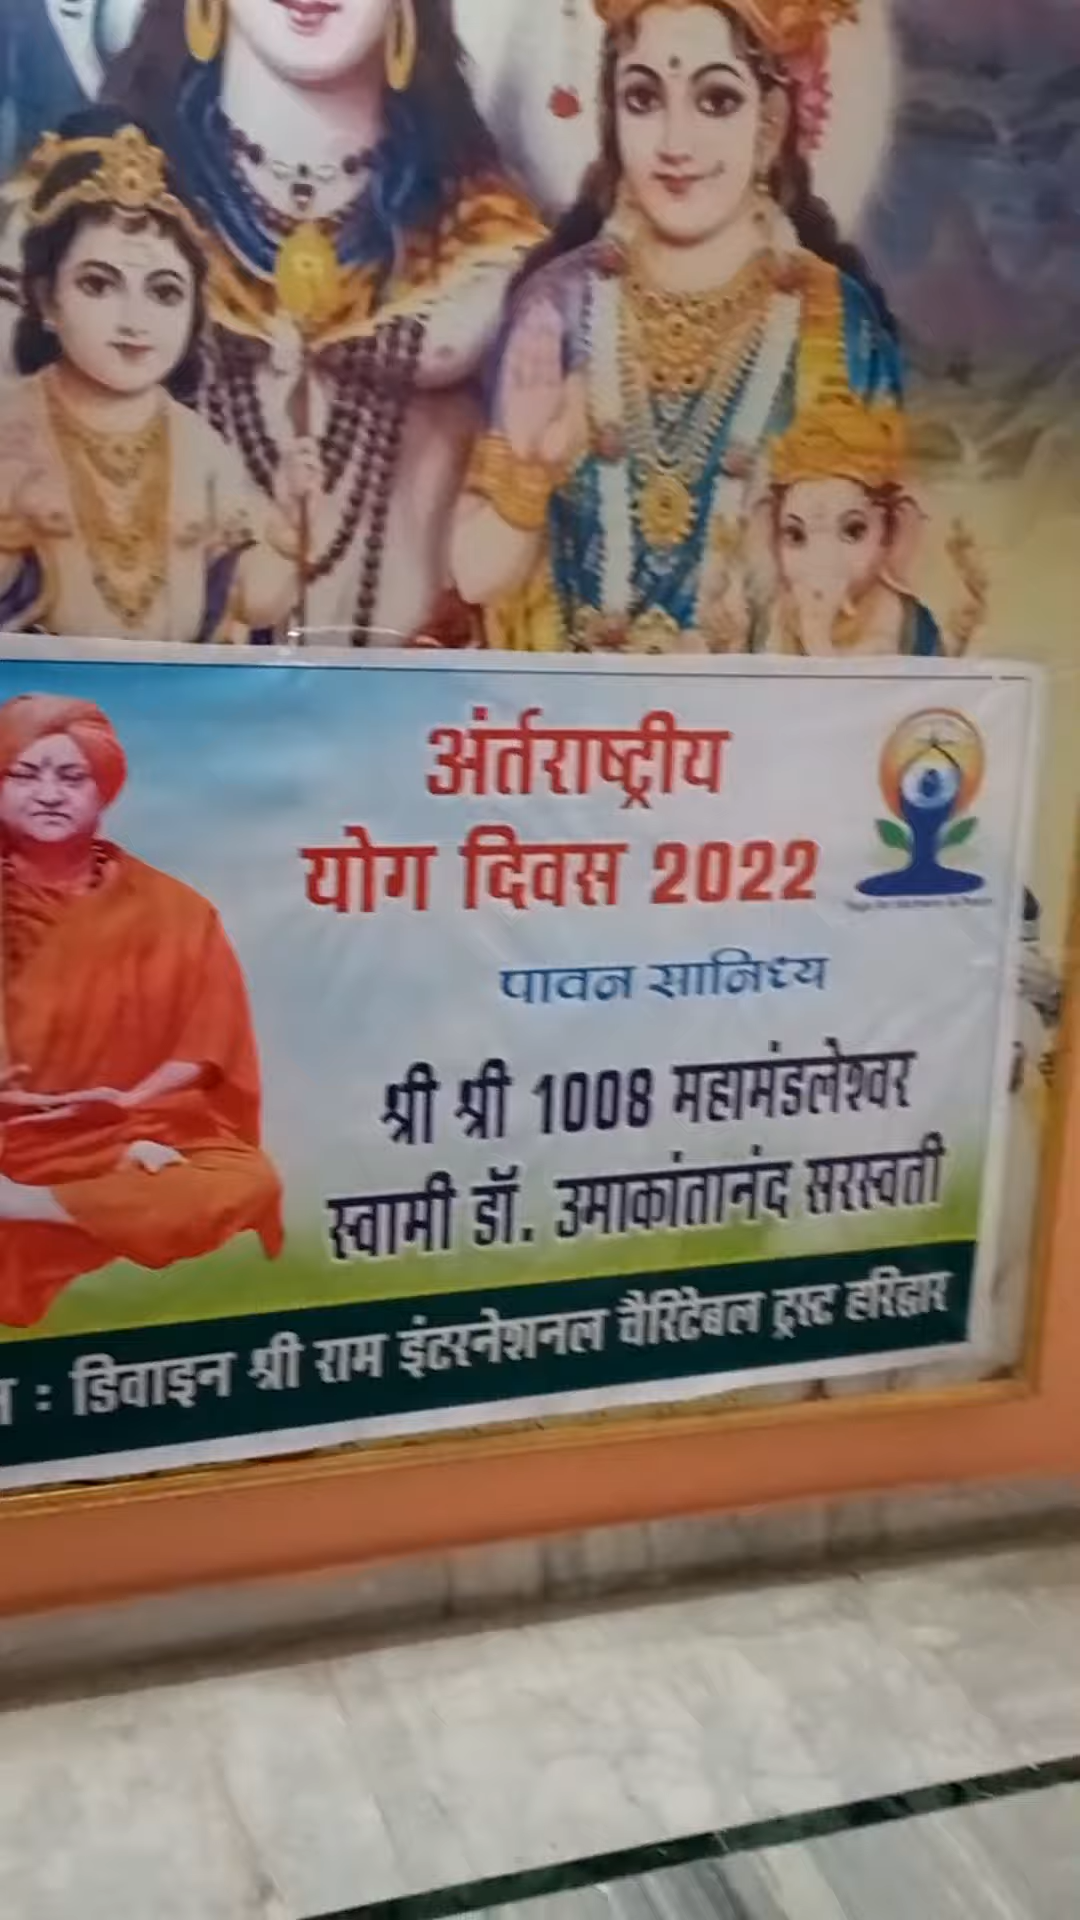 अंर्तराष्ट्रीय
योग दिवस 2022
पावन सानिध्य
श्री श्री 1008 महामंडलेश्वर
स्वामी डॉ. उमाकांतानंद सरस्वती
: डिवाइन श्री राम इंटरनेशनल चैरिटेबल ट्रस्ट हरिद्वार